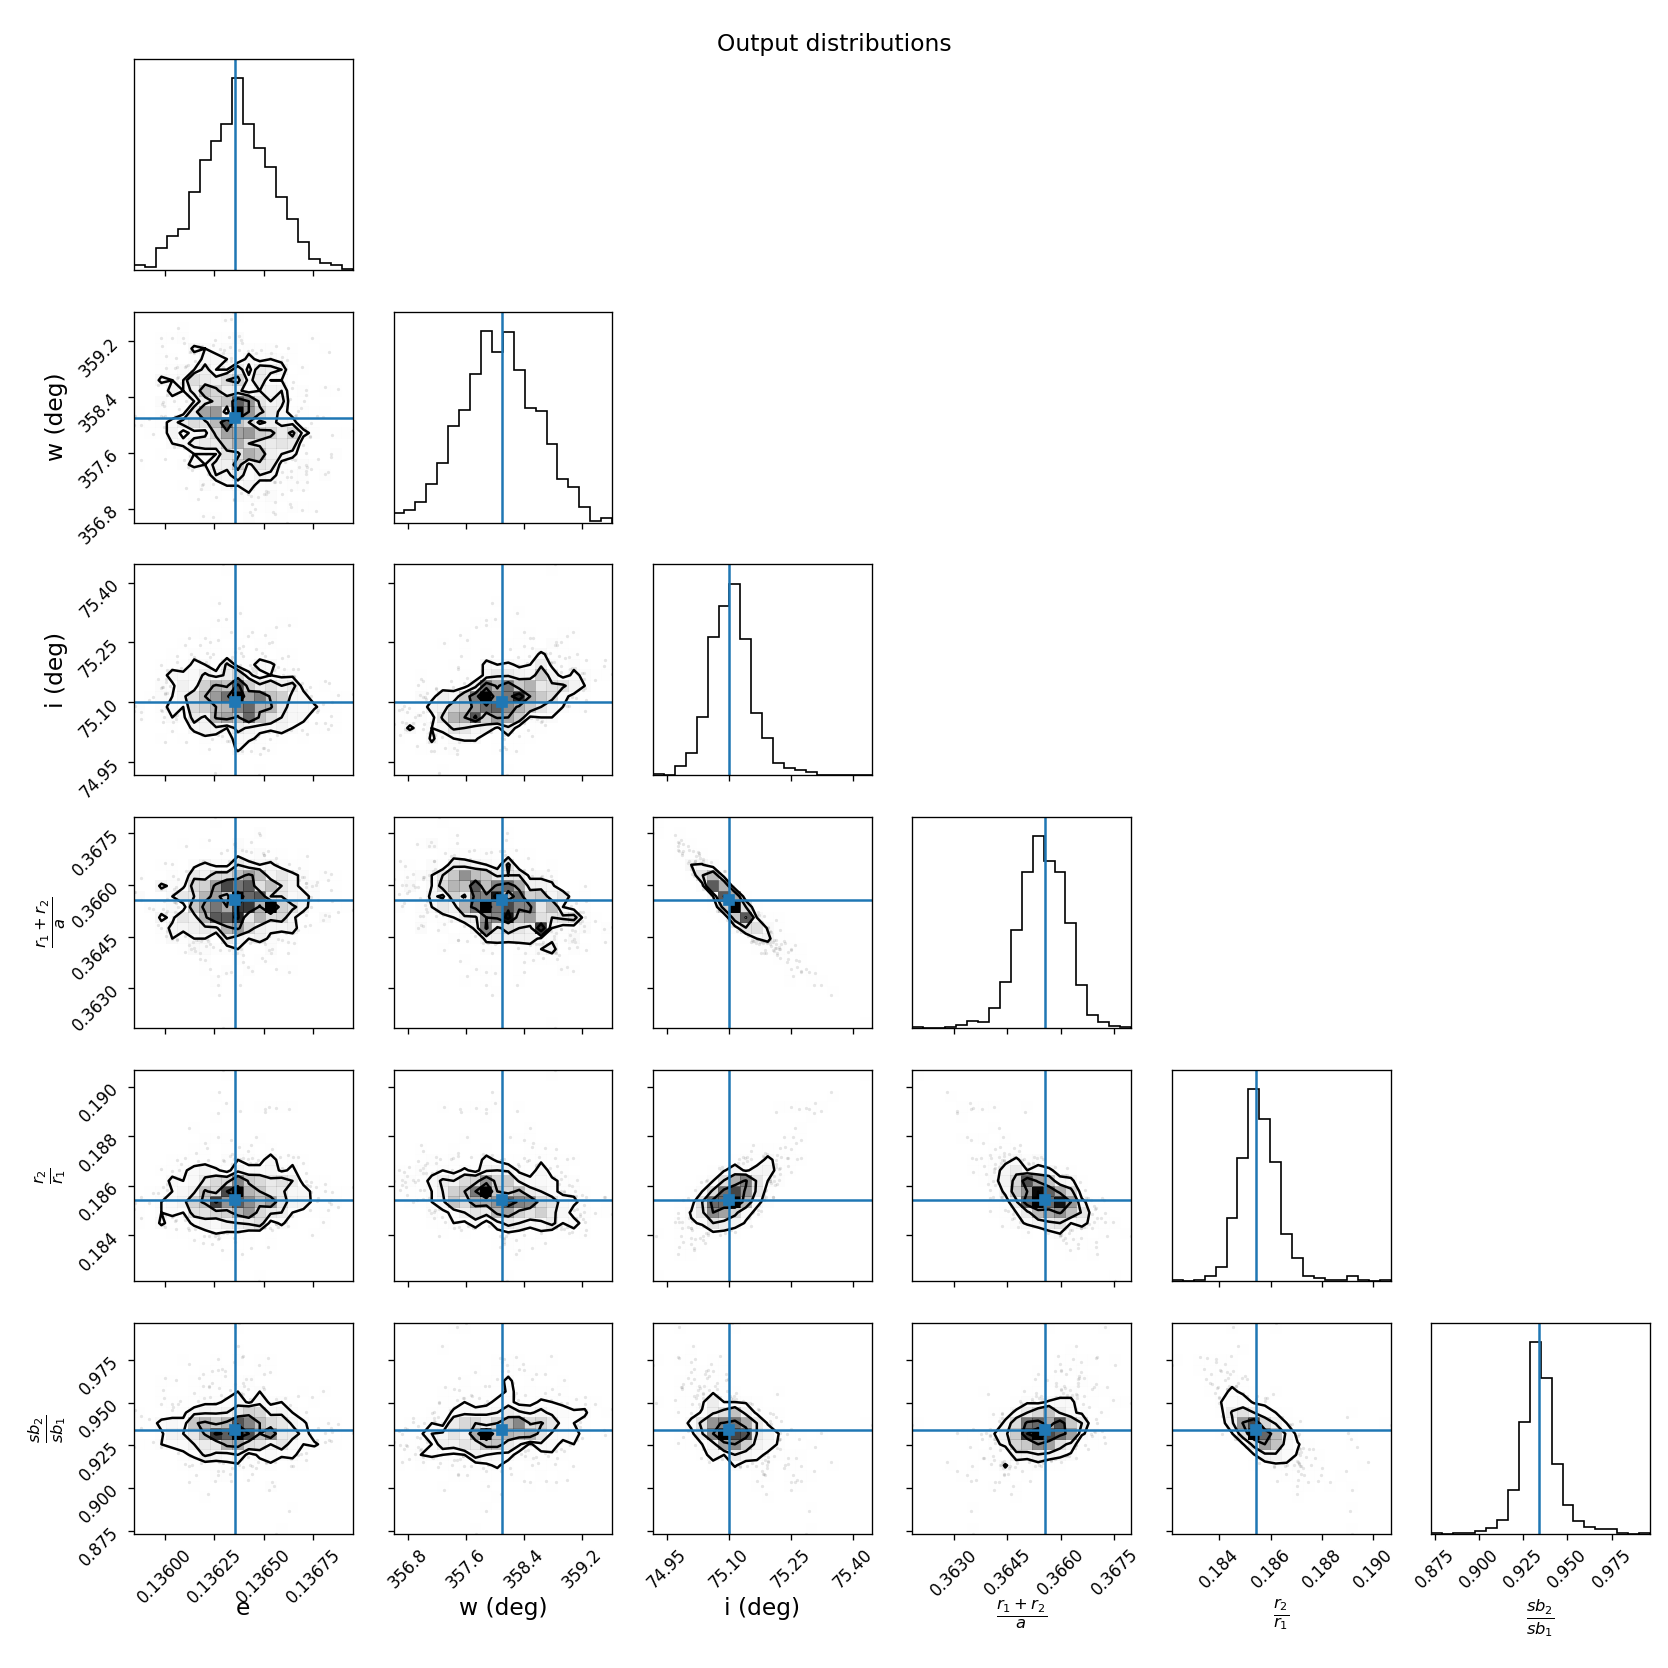 Output distributions
w (deg)
359.2
358.4
357.6
356.8
i (deg)
75.40
75.25
75.10
74.95
r₁ + r₂
a
0.3675
0.3660
0.3645
0.3630
r₂
r₁
0.190
0.188
0.186
0.184
sb₂
sb₁
0.975
0.950
0.925
0.900
0.875
0.13600 0.13625 0.13650 0.13675 356.8 357.6 358.4 359.2 74.95 75.10 75.25 75.40 0.3630 0.3645 0.3660 0.3675 0.184 0.186 0.188 0.190 0.875 0.900 0.925 0.950 0.975
e w (deg) i (deg) r₁ + r₂ r₂ sb₂
a r₁ sb₁